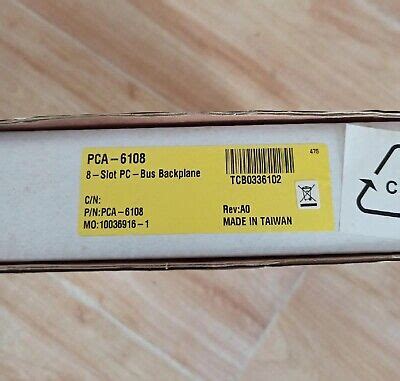 PCA-6108
475
8-Slot PC-Bus Backplane
TCB0336102
C/N:
P/N:PCA-6108
Rev:A0
MO:10036916-1
MADE IN TAIWAN
C